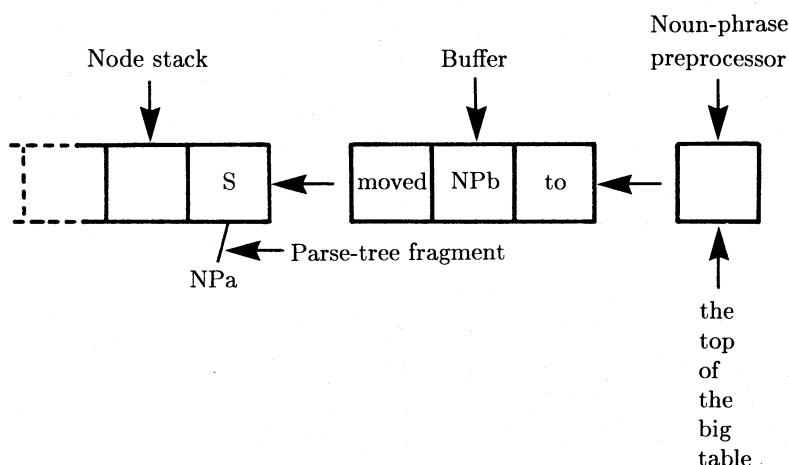 Noun-phrase
Node stack
Buffer
preprocessor
S
moved
NPb
to
Parse-tree fragment
NPa
the
top
of
the
big
table.